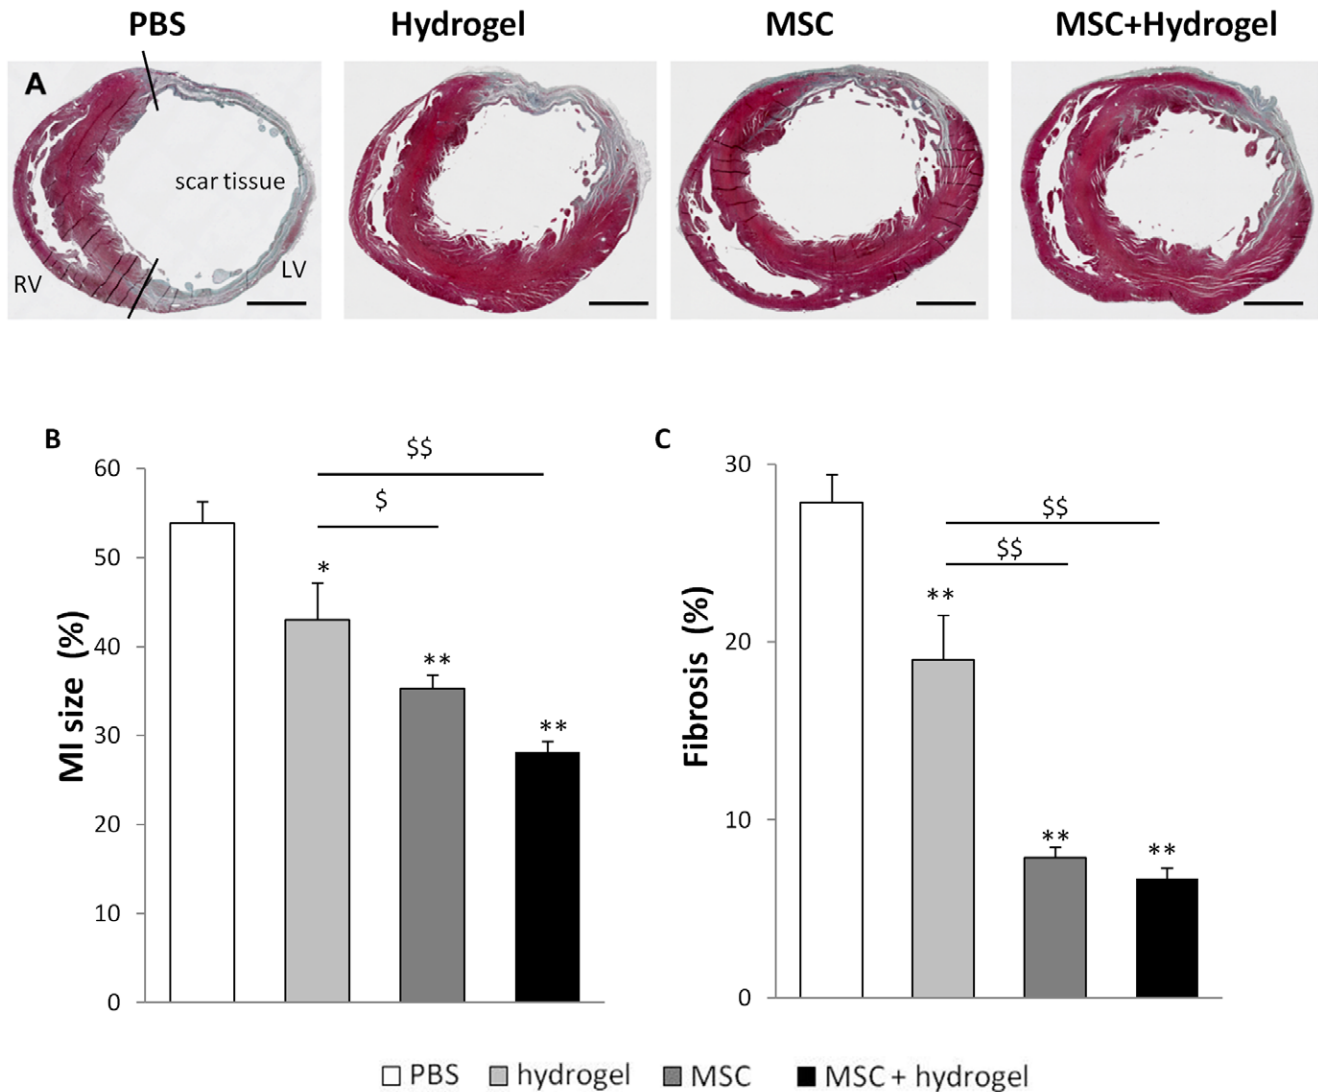 PBS Hydrogel MSC MSC+Hydrogel
A
scar tissue
RV
LV
B
MI size (%)
60
50
40
30
20
10
0
$$
$
*
**
**
C
Fibrosis (%)
30
20
10
0
$$
$$
**
**
**
PBS hydrogel MSC MSC + hydrogel